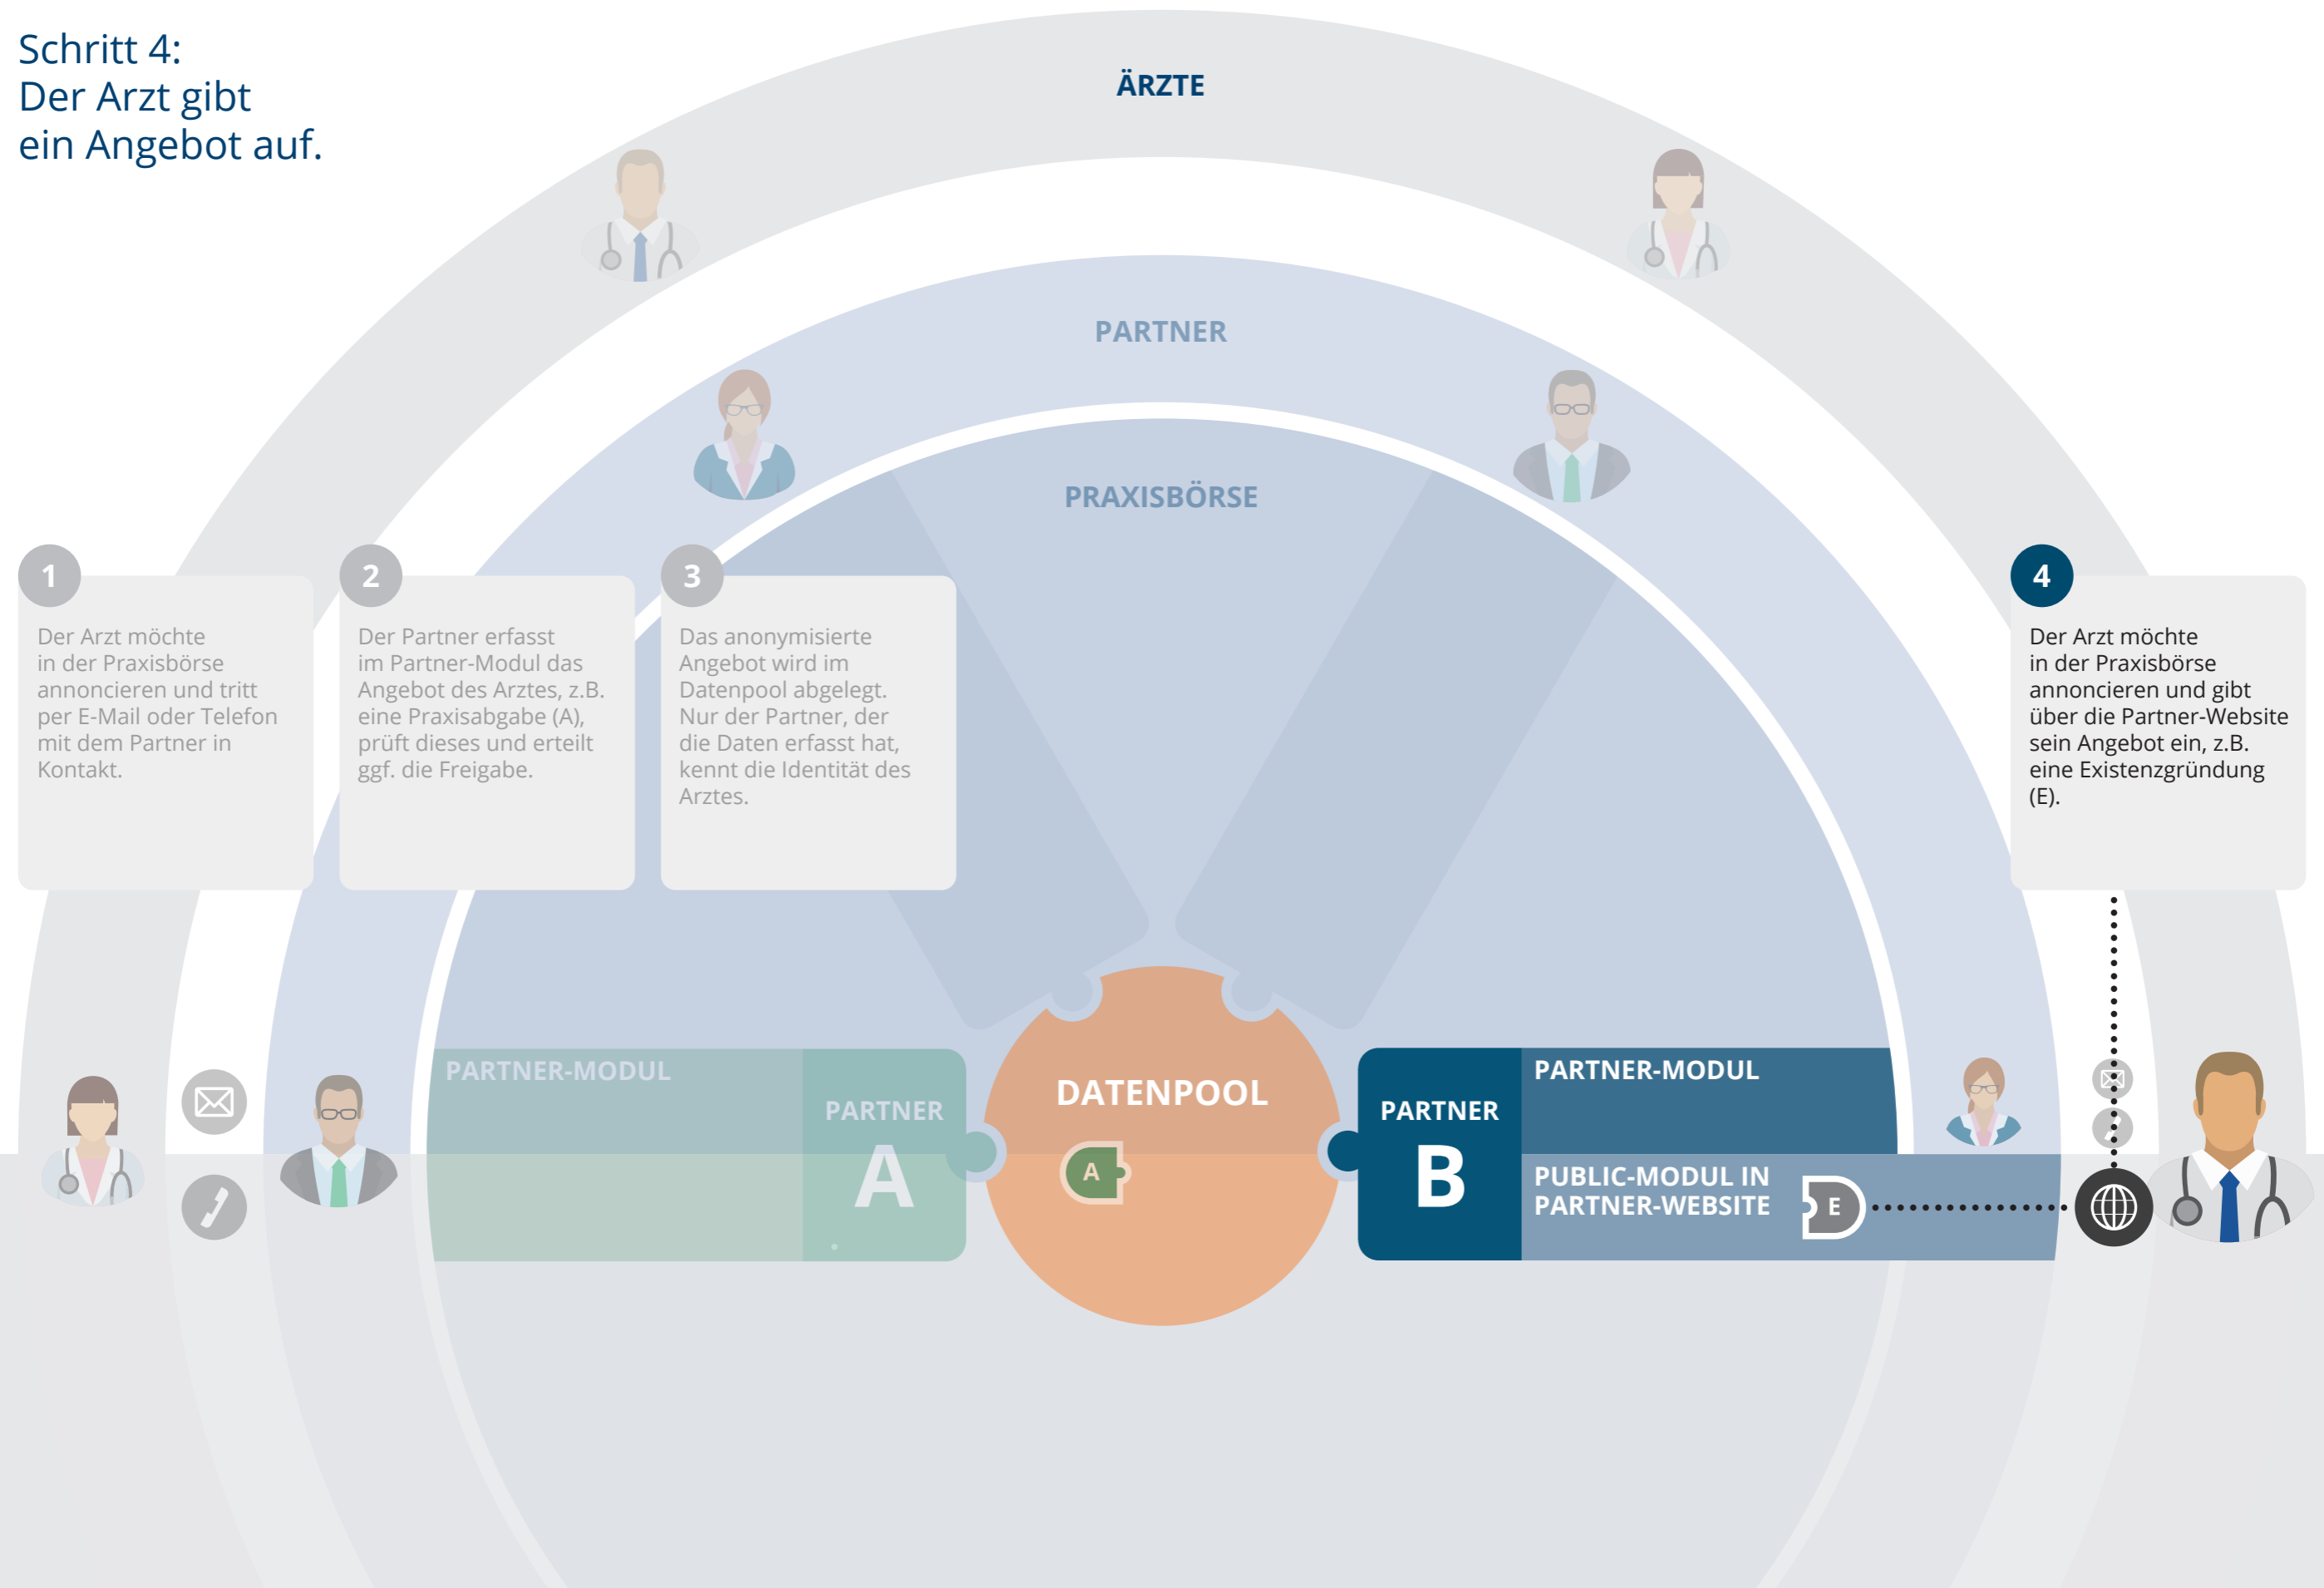 Schritt 4:
Der Arzt gibt
ein Angebot auf.
ÄRZTE
PARTNER
PRAXISBÖRSE
1
Der Arzt möchte
in der Praxisbörse
annoncieren und tritt
per E-Mail oder Telefon
mit dem Partner in
Kontakt.
2
Der Partner erfasst
im Partner-Modul das
Angebot des Arztes, z.B.
eine Praxisabgabe (A),
prüft dieses und erteilt
ggf. die Freigabe.
3
Das anonymisierte
Angebot wird im
Datenpool abgelegt.
Nur der Partner, der
die Daten erfasst hat,
kennt die Identität des
Arztes.
4
Der Arzt möchte
in der Praxisbörse
annoncieren und gibt
über die Partner-Website
sein Angebot ein, z.B.
eine Existenzgründung
(E).
PARTNER-MODUL
PARTNER
A
DATENPOOL
A
PARTNER
B
PARTNER-MODUL
PUBLIC-MODUL IN
PARTNER-WEBSITE
E